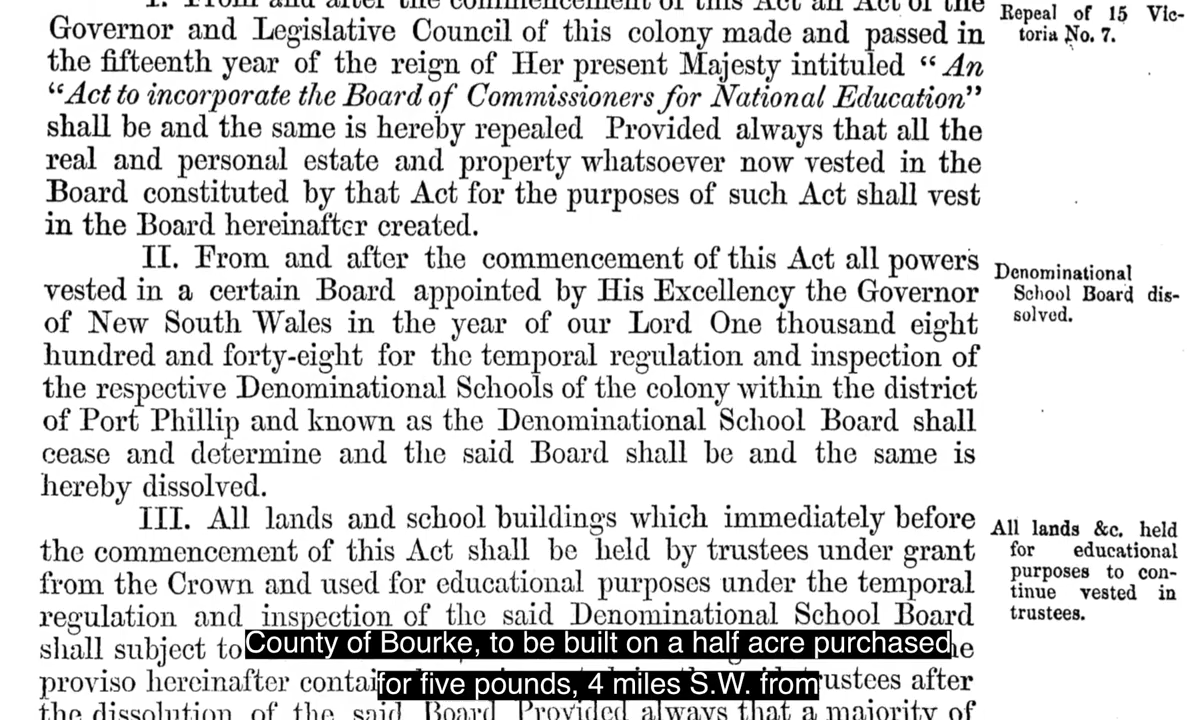 I. From and after the commencement of this Act an Act of the
Governor and Legislative Council of this colony made and passed in
the fifteenth year of the reign of Her present Majesty intituled “ An
“Act to incorporate the Board of Commissioners for National Education”
shall be and the same is hereby repealed Provided always that all the
real and personal estate and property whatsoever now vested in the
Board constituted by that Act for the purposes of such Act shall vest
in the Board hereinafter created.
Repeal of 15 Vic-
toria No. 7.
II. From and after the commencement of this Act all powers
vested in a certain Board appointed by His Excellency the Governor
of New South Wales in the year of our Lord One thousand eight
hundred and forty-eight for the temporal regulation and inspection of
the respective Denominational Schools of the colony within the district
of Port Phillip and known as the Denominational School Board shall
cease and determine and the said Board shall be and the same is
hereby dissolved.
Denominational
School Board dis-
solved.
III. All lands and school buildings which immediately before
the commencement of this Act shall be held by trustees under grant
from the Crown and used for educational purposes under the temporal
regulation and inspection of the said Denominational School Board
shall subject to
proviso hereinafter trustees after
the dissolution of the said Board Provided always that a majority of
All lands &c. held
for educational
purposes to con-
tinue vested in
trustees.
County of Bourke, to be built on a half acre purchased
for five pounds, 4 miles S.W. from